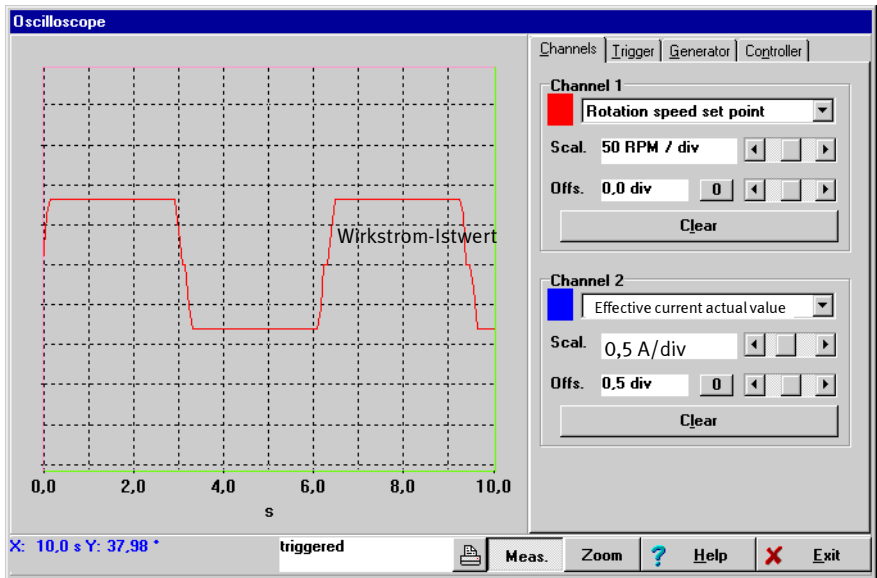 Oscilloscope
Channels Trigger Generator Controller
Channel 1
Rotation speed set point
Scal. 50 RPM / div
Offs. 0,0 div 0
Clear
Wirkstrom-Istwert
Channel 2
Effective current actual value
Scal. 0,5 A/div
Offs. 0,5 div 0
Clear
0,0 2,0 4,0 6,0 8,0 10,0
s
X: 10,0 s Y: 37,98 * triggered Meas. Zoom ? Help Exit